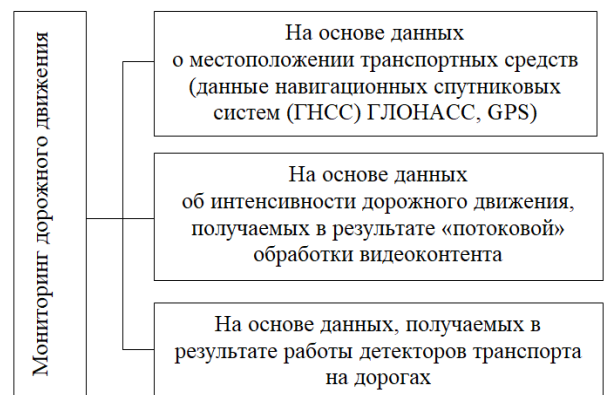 Мониторинг дорожного движения
На основе данных
о местоположении транспортных средств
(данные навигационных спутниковых
систем (ГНСС) ГЛОНАСС, GPS)
На основе данных
об интенсивности дорожного движения,
получаемых в результате «потоковой»
обработки видеоконтента
На основе данных, получаемых в
результате работы детекторов транспорта
на дорогах